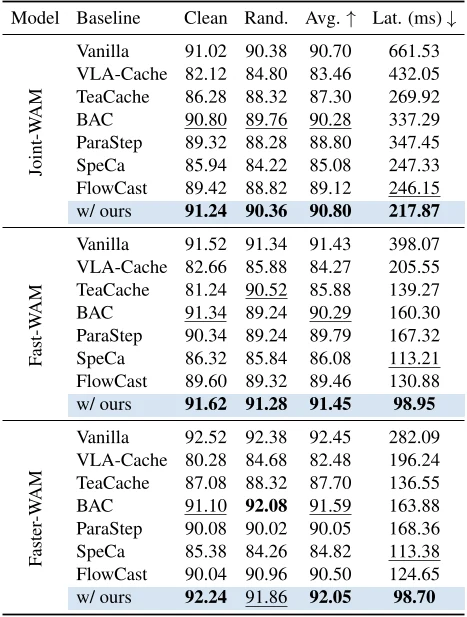 Model Baseline Clean Rand. Avg. ↑ Lat. (ms) ↓
Joint-WAM
Vanilla 91.02 90.38 90.70 661.53
VLA-Cache 82.12 84.80 83.46 432.05
TeaCache 86.28 88.32 87.30 269.92
BAC 90.80 89.76 90.28 337.29
ParaStep 89.32 88.28 88.80 347.45
SpeCa 85.94 84.22 85.08 247.33
FlowCast 89.42 88.82 89.12 246.15
w/ ours 91.24 90.36 90.80 217.87
Fast-WAM
Vanilla 91.52 91.34 91.43 398.07
VLA-Cache 82.66 85.88 84.27 205.55
TeaCache 81.24 90.52 85.88 139.27
BAC 91.34 89.24 90.29 160.30
ParaStep 90.34 89.24 89.79 167.32
SpeCa 86.32 85.84 86.08 113.21
FlowCast 89.60 89.32 89.46 130.88
w/ ours 91.62 91.28 91.45 98.95
Faster-WAM
Vanilla 92.52 92.38 92.45 282.09
VLA-Cache 80.28 84.68 82.48 196.24
TeaCache 87.08 88.32 87.70 136.55
BAC 91.10 92.08 91.59 163.88
ParaStep 90.08 90.02 90.05 168.36
SpeCa 85.38 84.26 84.82 113.38
FlowCast 90.04 90.96 90.50 124.65
w/ ours 92.24 91.86 92.05 98.70